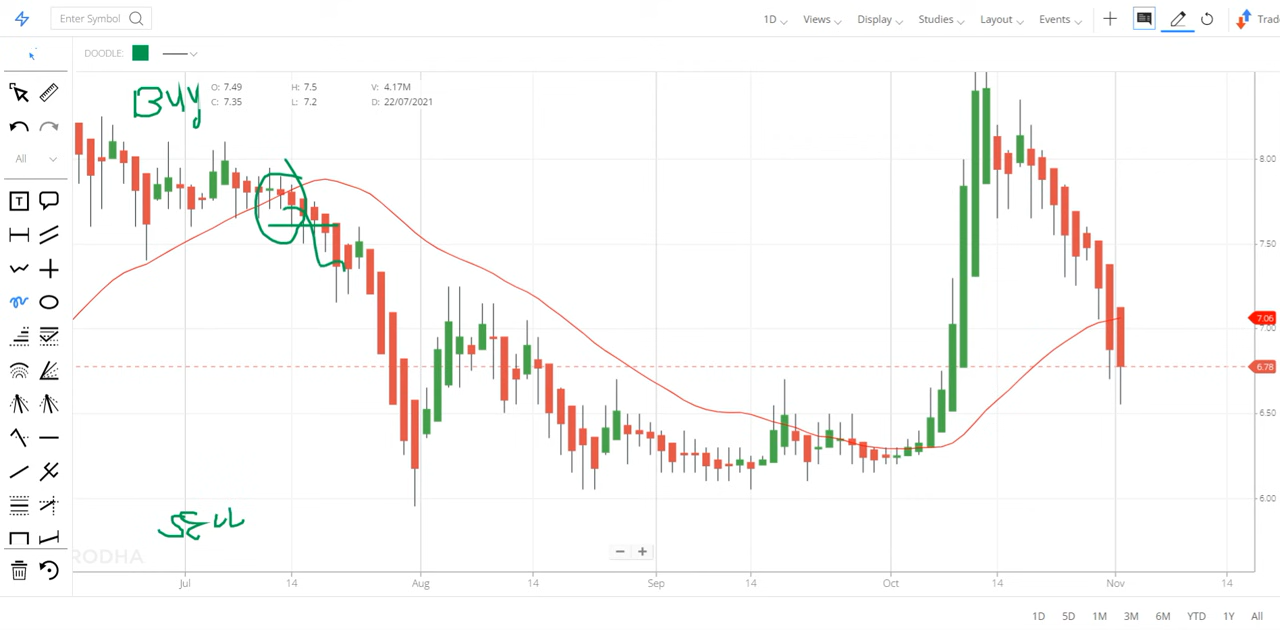 Enter Symbol
1D Views Display Studies Layout Events Trad
DOODLE:
BUY
O: 7.49 H: 7.5 V: 4.17M
C: 7.35 L: 7.2 D: 22/07/2021
All
T
8.00
7.50
7.06
7.00
6.78
6.50
6.00
SELL
RODHA
Jul 14 Aug 14 Sep 14 Oct 14 Nov 14
1D 5D 1M 3M 6M YTD 1Y All